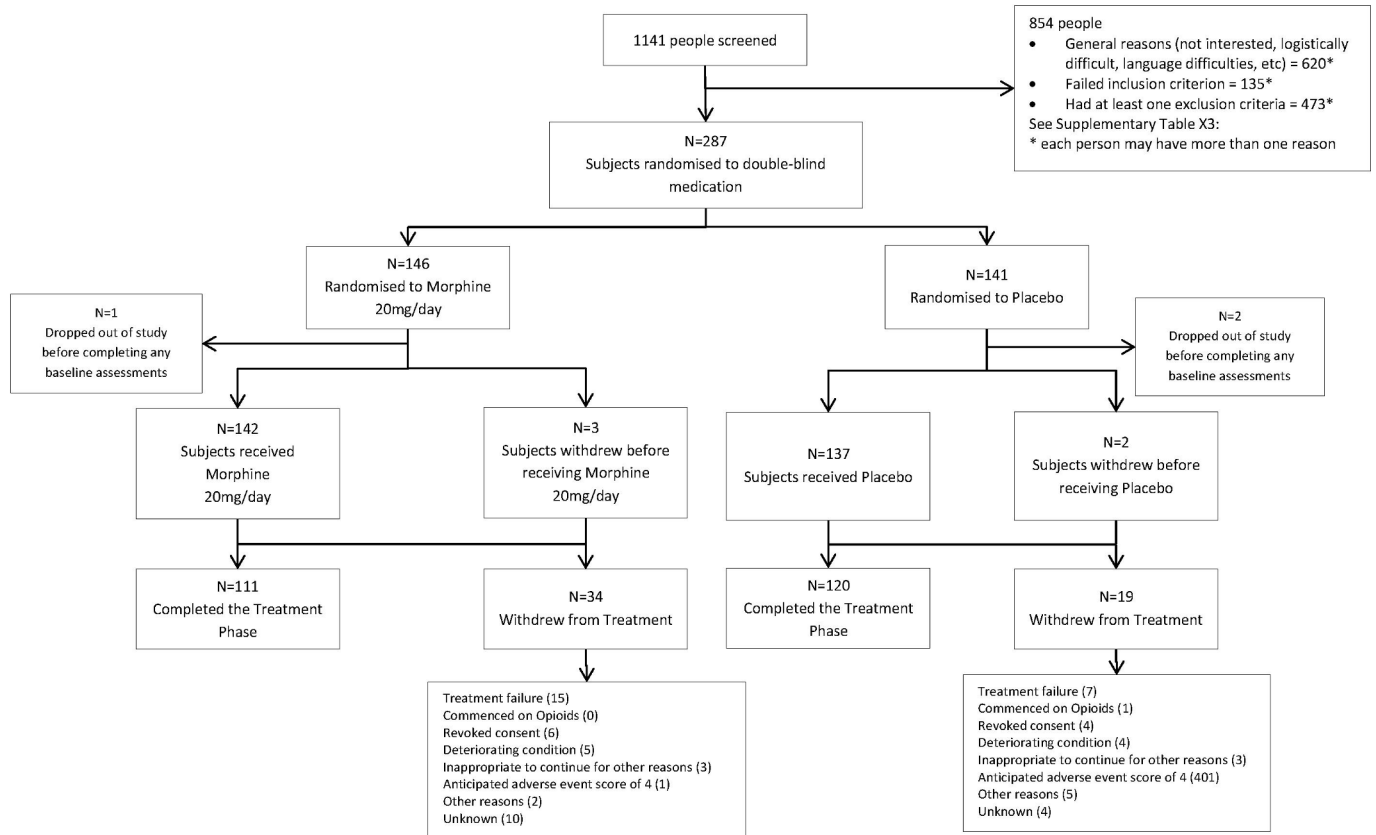 1141 people screened
854 people
• General reasons (not interested, logistically
difficult, language difficulties, etc) = 620*
• Failed inclusion criterion = 135*
• Had at least one exclusion criteria = 473*
See Supplementary Table X3:
* each person may have more than one reason
N=287
Subjects randomised to double-blind
medication
N=146
Randomised to Morphine
20mg/day
N=141
Randomised to Placebo
N=1
Dropped out of study
before completing any
baseline assessments
N=2
Dropped out of study
before completing any
baseline assessments
N=142
Subjects received
Morphine
20mg/day
N=3
Subjects withdrew before
receiving Morphine
20mg/day
N=137
Subjects received Placebo
N=2
Subjects withdrew before
receiving Placebo
N=111
Completed the Treatment
Phase
N=34
Withdrew from Treatment
N=120
Completed the Treatment
Phase
N=19
Withdrew from Treatment
Treatment failure (15)
Commenced on Opioids (0)
Revoked consent (6)
Deteriorating condition (5)
Inappropriate to continue for other reasons (3)
Anticipated adverse event score of 4 (1)
Other reasons (2)
Unknown (10)
Treatment failure (7)
Commenced on Opioids (1)
Revoked consent (4)
Deteriorating condition (4)
Inappropriate to continue for other reasons (3)
Anticipated adverse event score of 4 (401)
Other reasons (5)
Unknown (4)